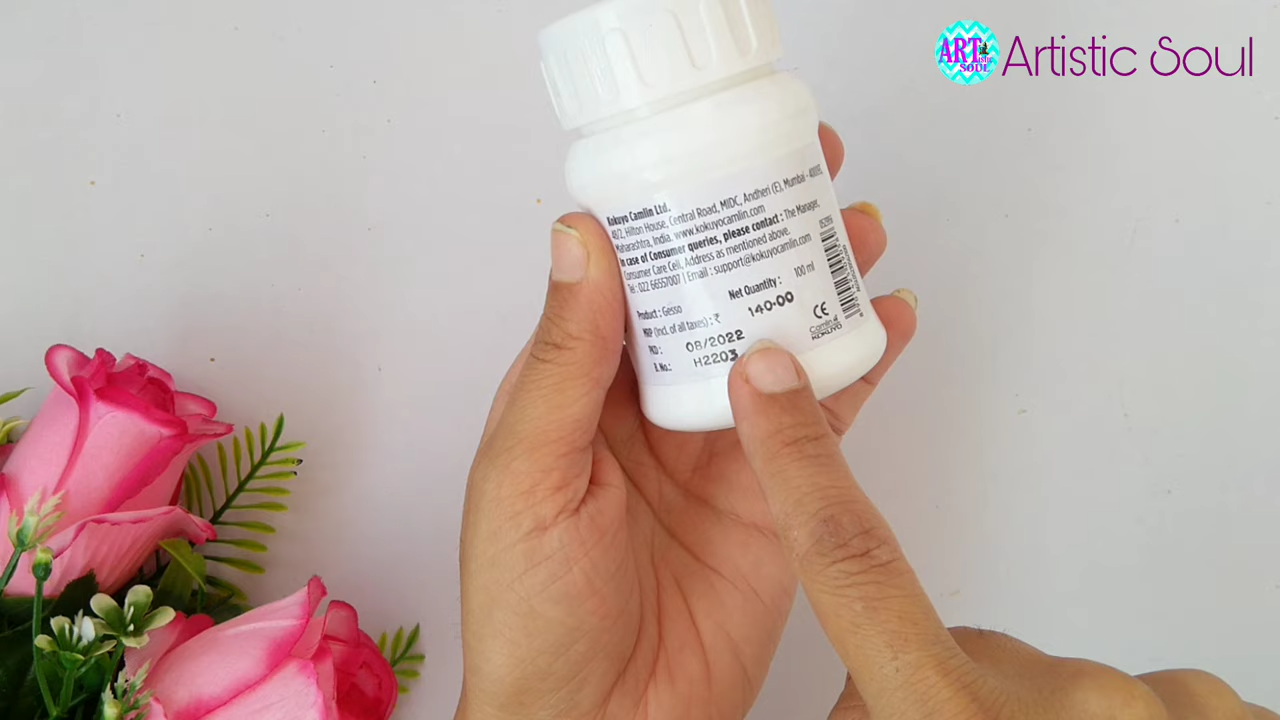 ARTistic SOUL Artistic Soul
Kokuyo Camlin Ltd.
48/2, Hilton House, Central Road, MIDC, Andheri (E), Mumbai -
Maharashtra, India. www.kokuyocamlin.com
In case of Consumer queries, please contact : The Manager
Consumer Care Cell, Address as mentioned above.
Tel : 022 66557007 | Email : support@kokuyocamlin.com
Product : Gesso Net Quantity : 100 ml
MRP (Incl. of all taxes) : ₹ 140.00
PKD : 08/2022
B. No.: H2203
CE
Camlin
KOKUYO